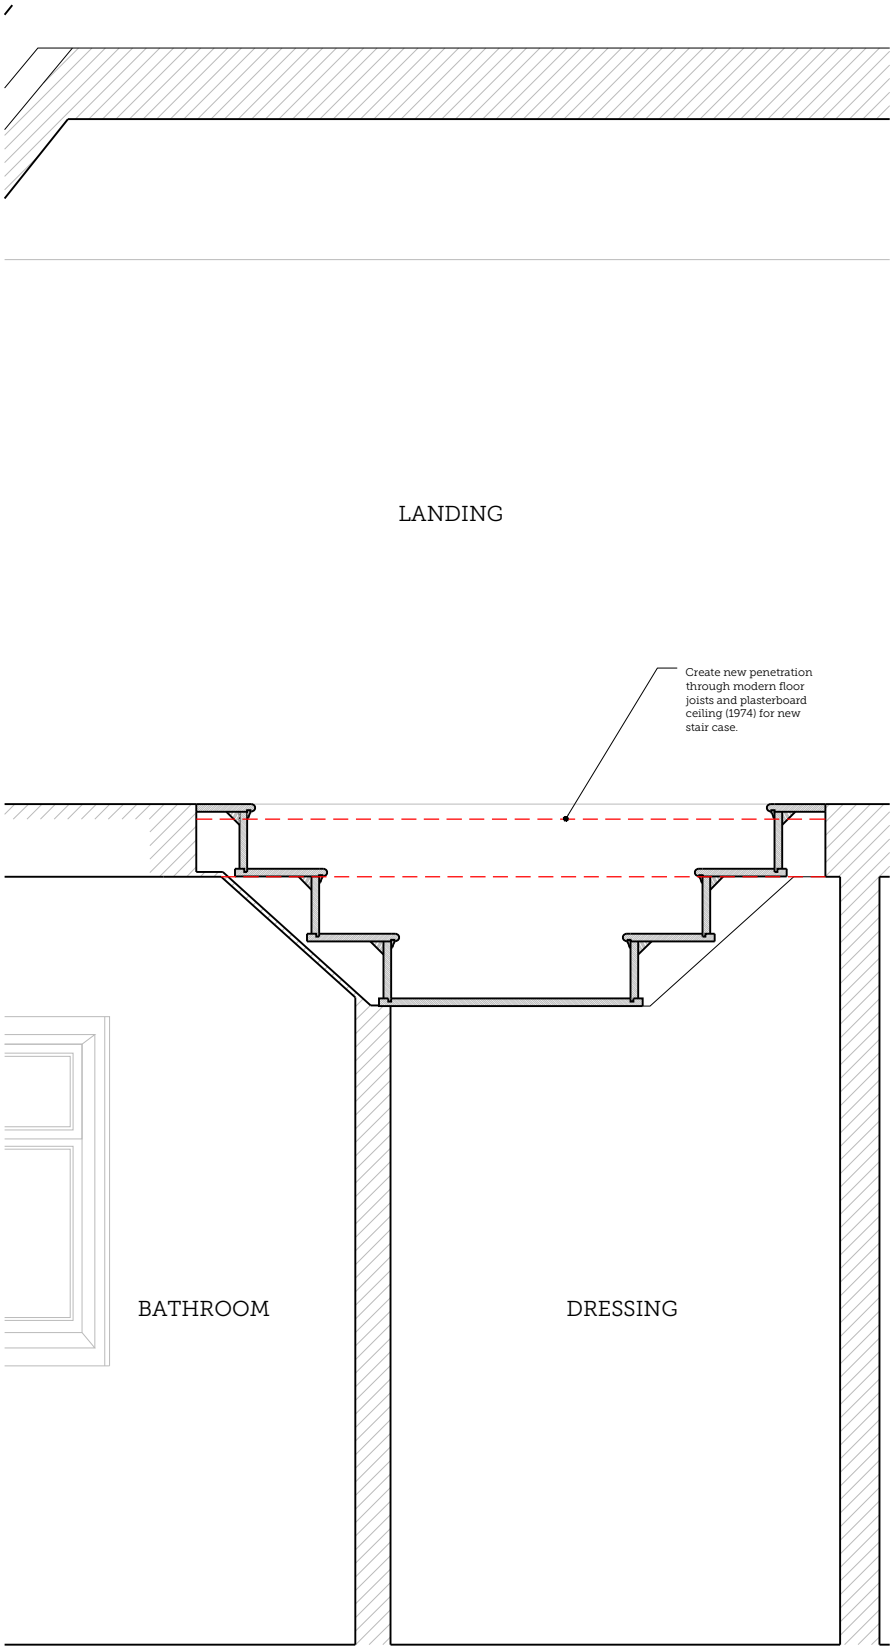 LANDING
Create new penetration
through modern floor
joists and plasterboard
ceiling (1974) for new
stair case.
BATHROOM
DRESSING